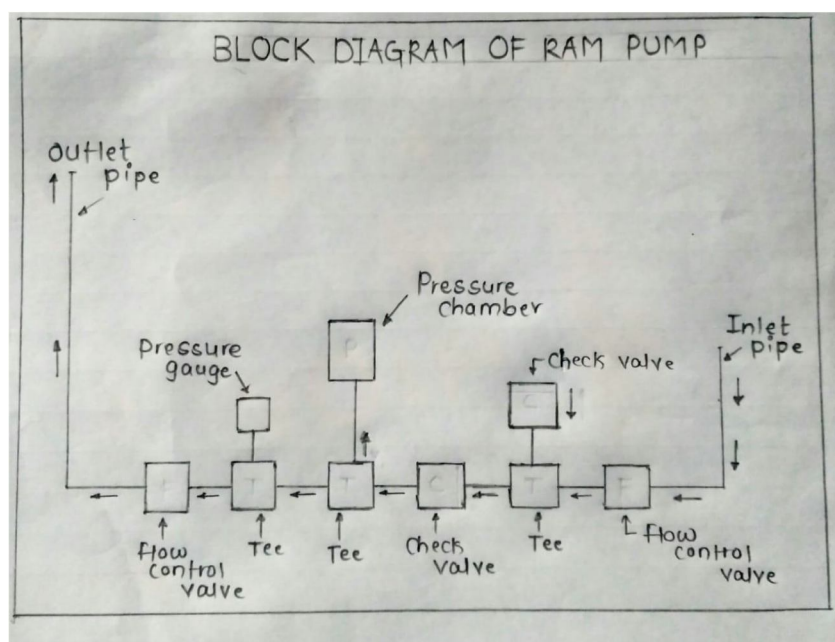 BLOCK DIAGRAM OF RAM PUMP
outlet
pipe
Pressure
chamber
Inlet
pipe
Pressure
gauge
check valve
P
C
F
T
T
C
T
F
flow
control
valve
Tee
Tee
Check
valve
Tee
flow
control
valve